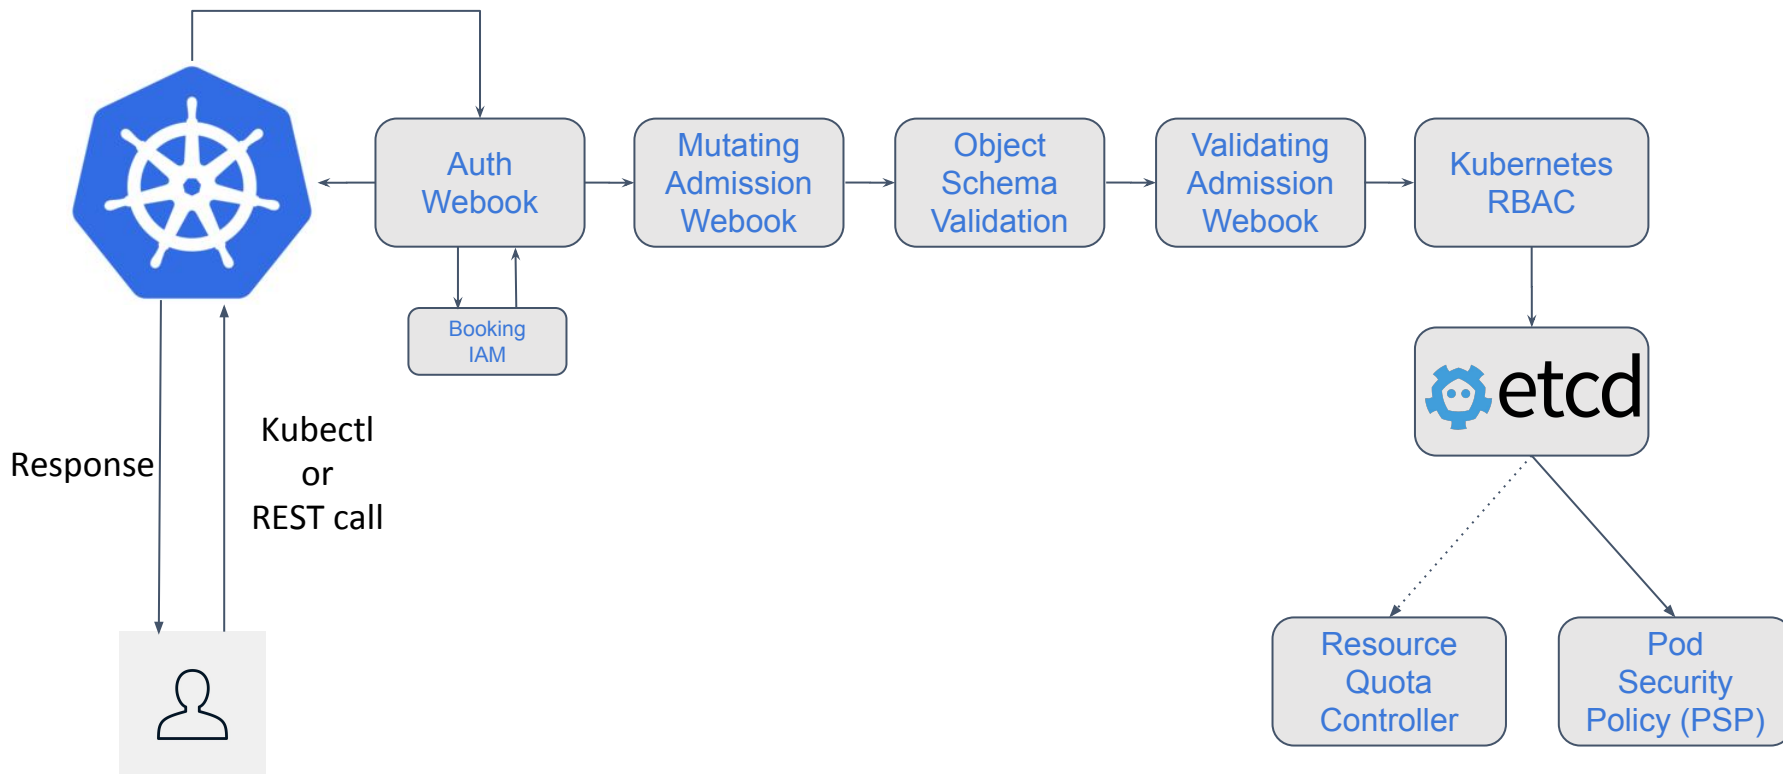 Auth
Webook
Mutating
Admission
Webook
Object
Schema
Validation
Validating
Admission
Webook
Kubernetes
RBAC
Booking
IAM
etcd
Response
Kubectl
or
REST call
Resource
Quota
Controller
Pod
Security
Policy (PSP)